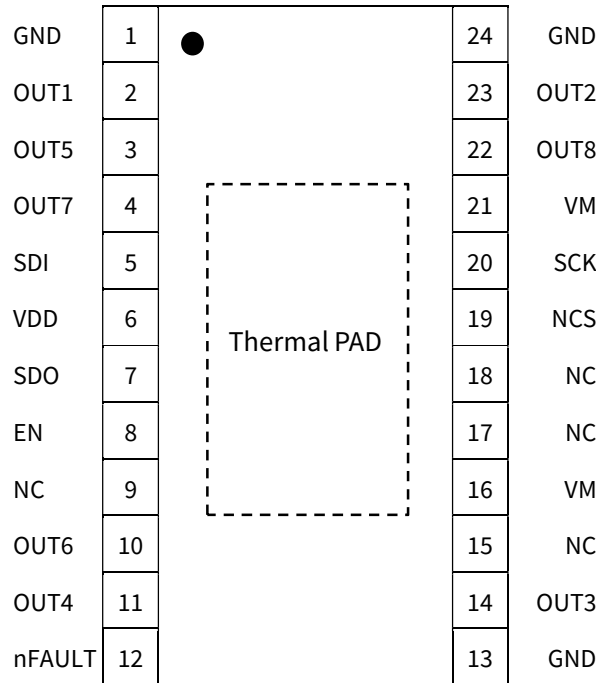 GND 1 24 GND
OUT1 2 23 OUT2
OUT5 3 22 OUT8
OUT7 4 21 VM
SDI 5 20 SCK
VDD 6 19 NCS
Thermal PAD
SDO 7 18 NC
EN 8 17 NC
NC 9 16 VM
OUT6 10 15 NC
OUT4 11 14 OUT3
nFAULT 12 13 GND